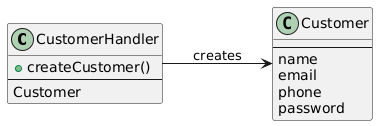 C CustomerHandler
createCustomer()
Customer
creates
C Customer
name
email
phone
password